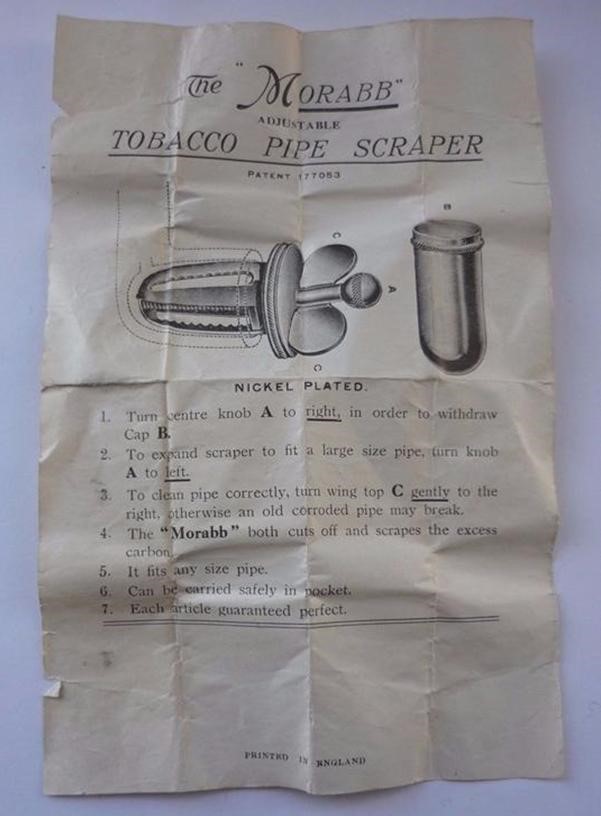 The "MORABB"
ADJUSTABLE
TOBACCO PIPE SCRAPER
PATENT 177053
B
C
A
C
NICKEL PLATED.
1. Turn centre knob A to right, in order to withdraw
Cap B.
2. To expand scraper to fit a large size pipe, turn knob
A to left.
3. To clean pipe correctly, turn wing top C gently to the
right, otherwise an old corroded pipe may break.
4. The "Morabb" both cuts off and scrapes the excess
carbon.
5. It fits any size pipe.
6. Can be carried safely in pocket.
7. Each article guaranteed perfect.
PRINTED IN ENGLAND